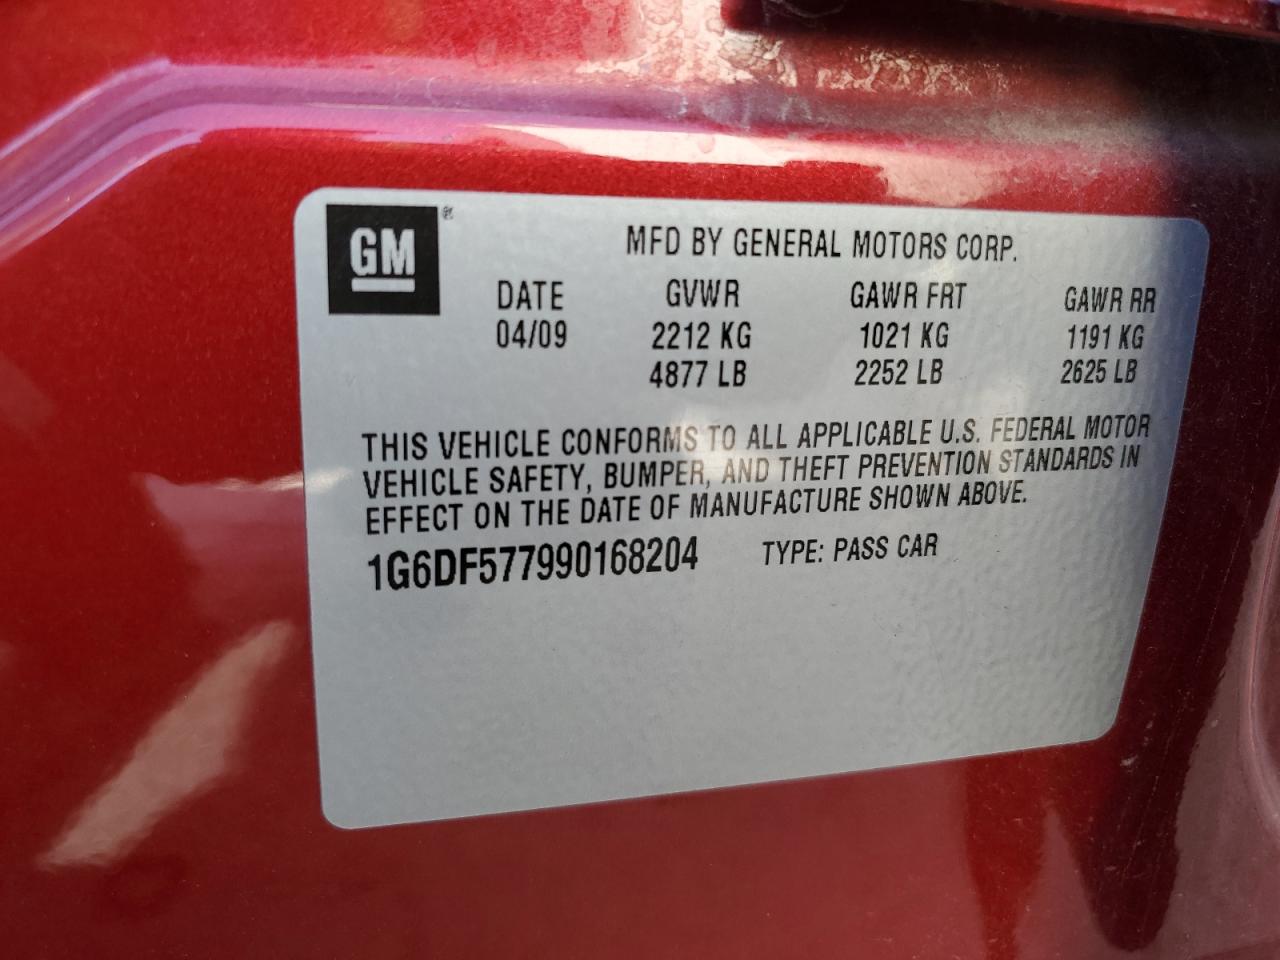 GM ®
MFD BY GENERAL MOTORS CORP.
DATE GVWR GAWR FRT GAWR RR
04/09 2212 KG 1021 KG 1191 KG
4877 LB 2252 LB 2625 LB
THIS VEHICLE CONFORMS TO ALL APPLICABLE U.S. FEDERAL MOTOR
VEHICLE SAFETY, BUMPER, AND THEFT PREVENTION STANDARDS IN
EFFECT ON THE DATE OF MANUFACTURE SHOWN ABOVE.
1G6DF577990168204 TYPE: PASS CAR